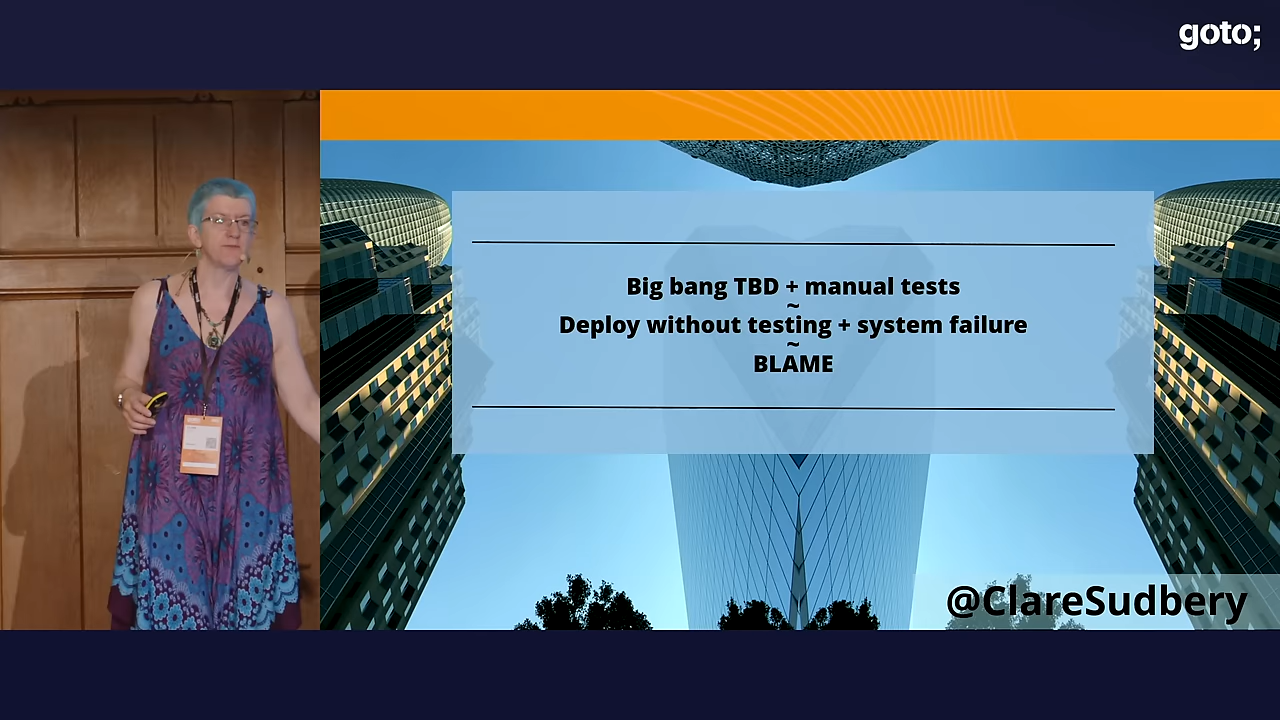 goto;
Big bang TBD + manual tests
~
Deploy without testing + system failure
~
BLAME
@ClareSudbery